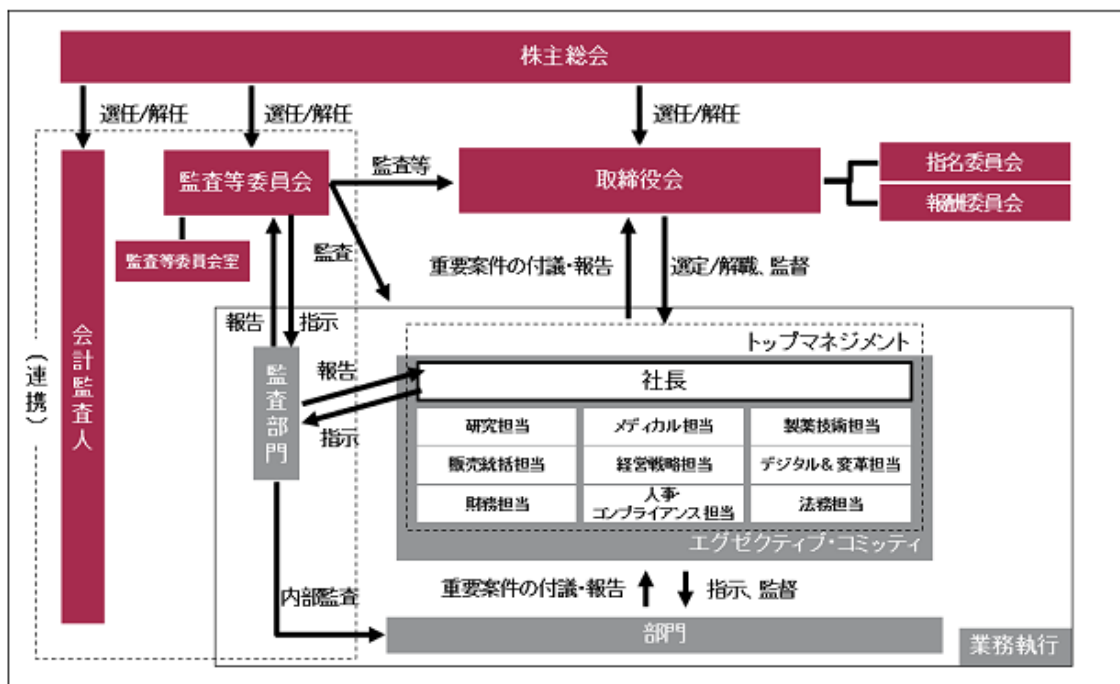 株主総会
選任/解任
選任/解任
選任/解任
監査等委員会
監査等
取締役会
指名委員会
報酬委員会
監査等委員会室
監査
重要案件の付議・報告
選定/解職、監督
会計監査人
(連携)
報告
指示
トップマネジメント
監査部門
報告
指示
社長
研究担当
メディカル担当
製薬技術担当
販売統括担当
経営戦略担当
デジタル&変革担当
財務担当
人事・
コンプライアンス担当
法務担当
エグゼクティブ・コミッティ
内部監査
重要案件の付議・報告
指示、監督
部門
業務執行